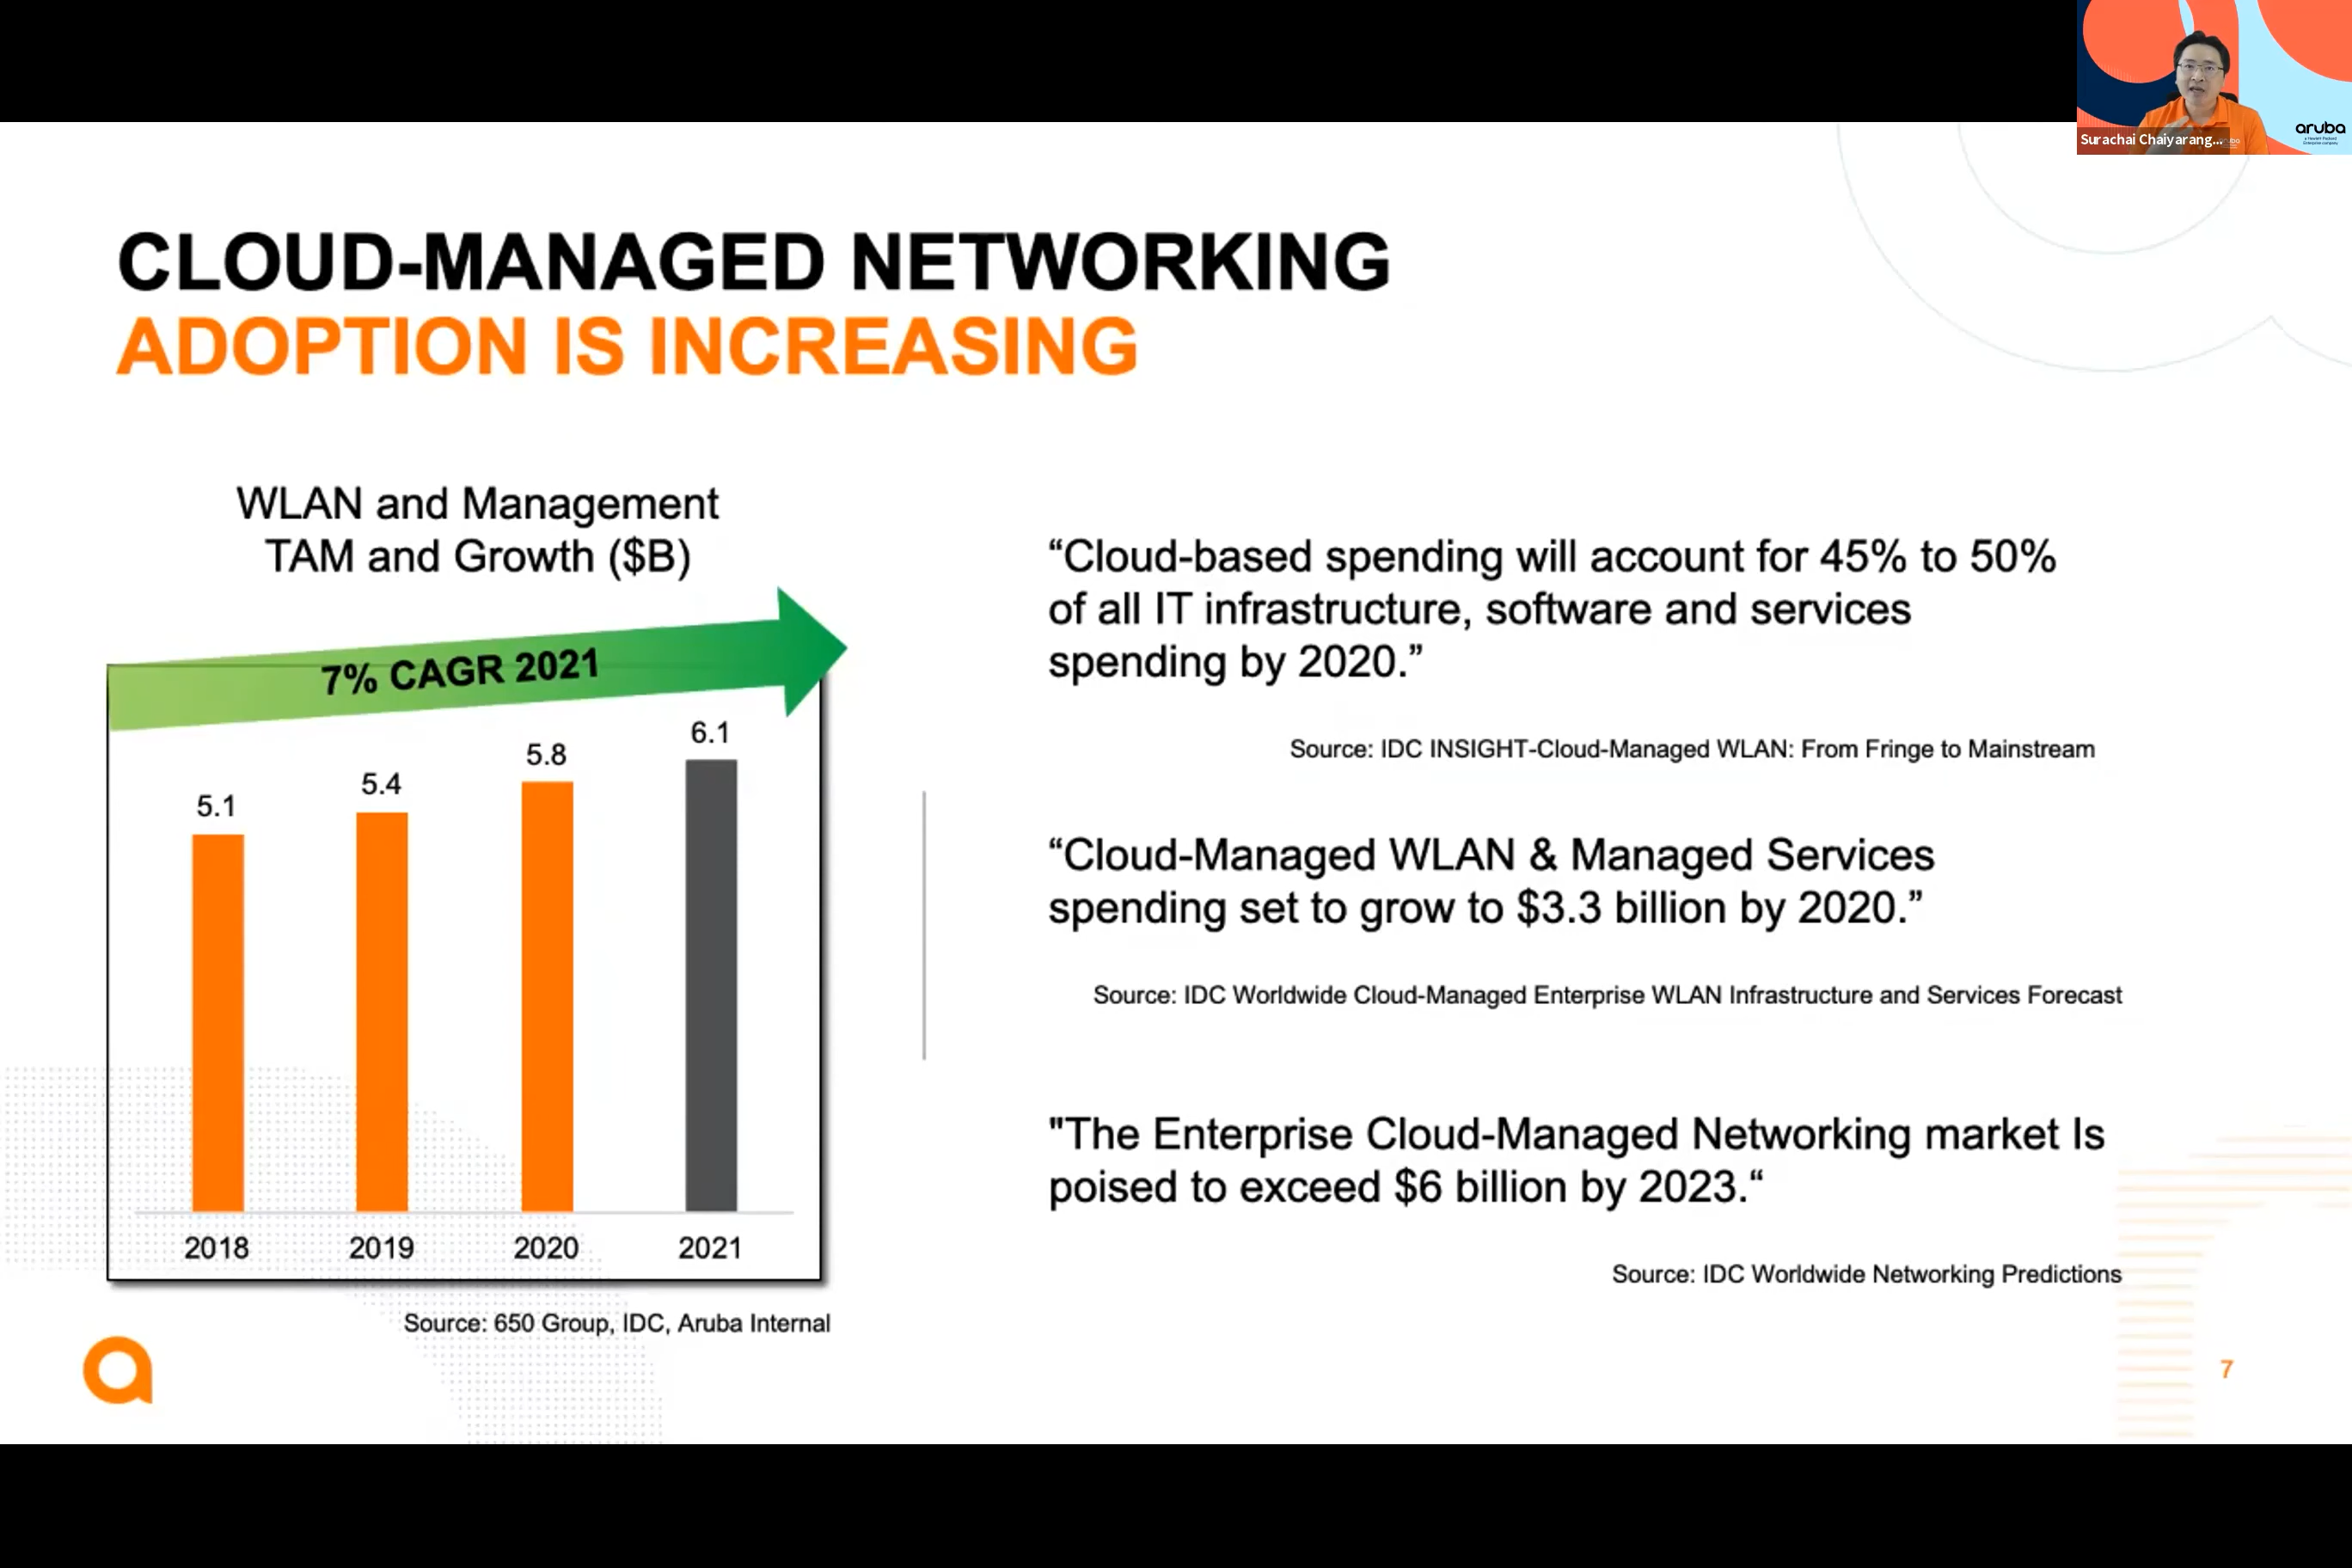 Surachai Chaiyarang...
aruba
CLOUD-MANAGED NETWORKING
ADOPTION IS INCREASING
WLAN and Management
TAM and Growth ($B)
7% CAGR 2021
5.1
5.4
5.8
6.1
2018
2019
2020
2021
Source: 650 Group, IDC, Aruba Internal
“Cloud-based spending will account for 45% to 50%
of all IT infrastructure, software and services
spending by 2020.”
Source: IDC INSIGHT-Cloud-Managed WLAN: From Fringe to Mainstream
“Cloud-Managed WLAN & Managed Services
spending set to grow to $3.3 billion by 2020.”
Source: IDC Worldwide Cloud-Managed Enterprise WLAN Infrastructure and Services Forecast
"The Enterprise Cloud-Managed Networking market Is
poised to exceed $6 billion by 2023.“
Source: IDC Worldwide Networking Predictions
7